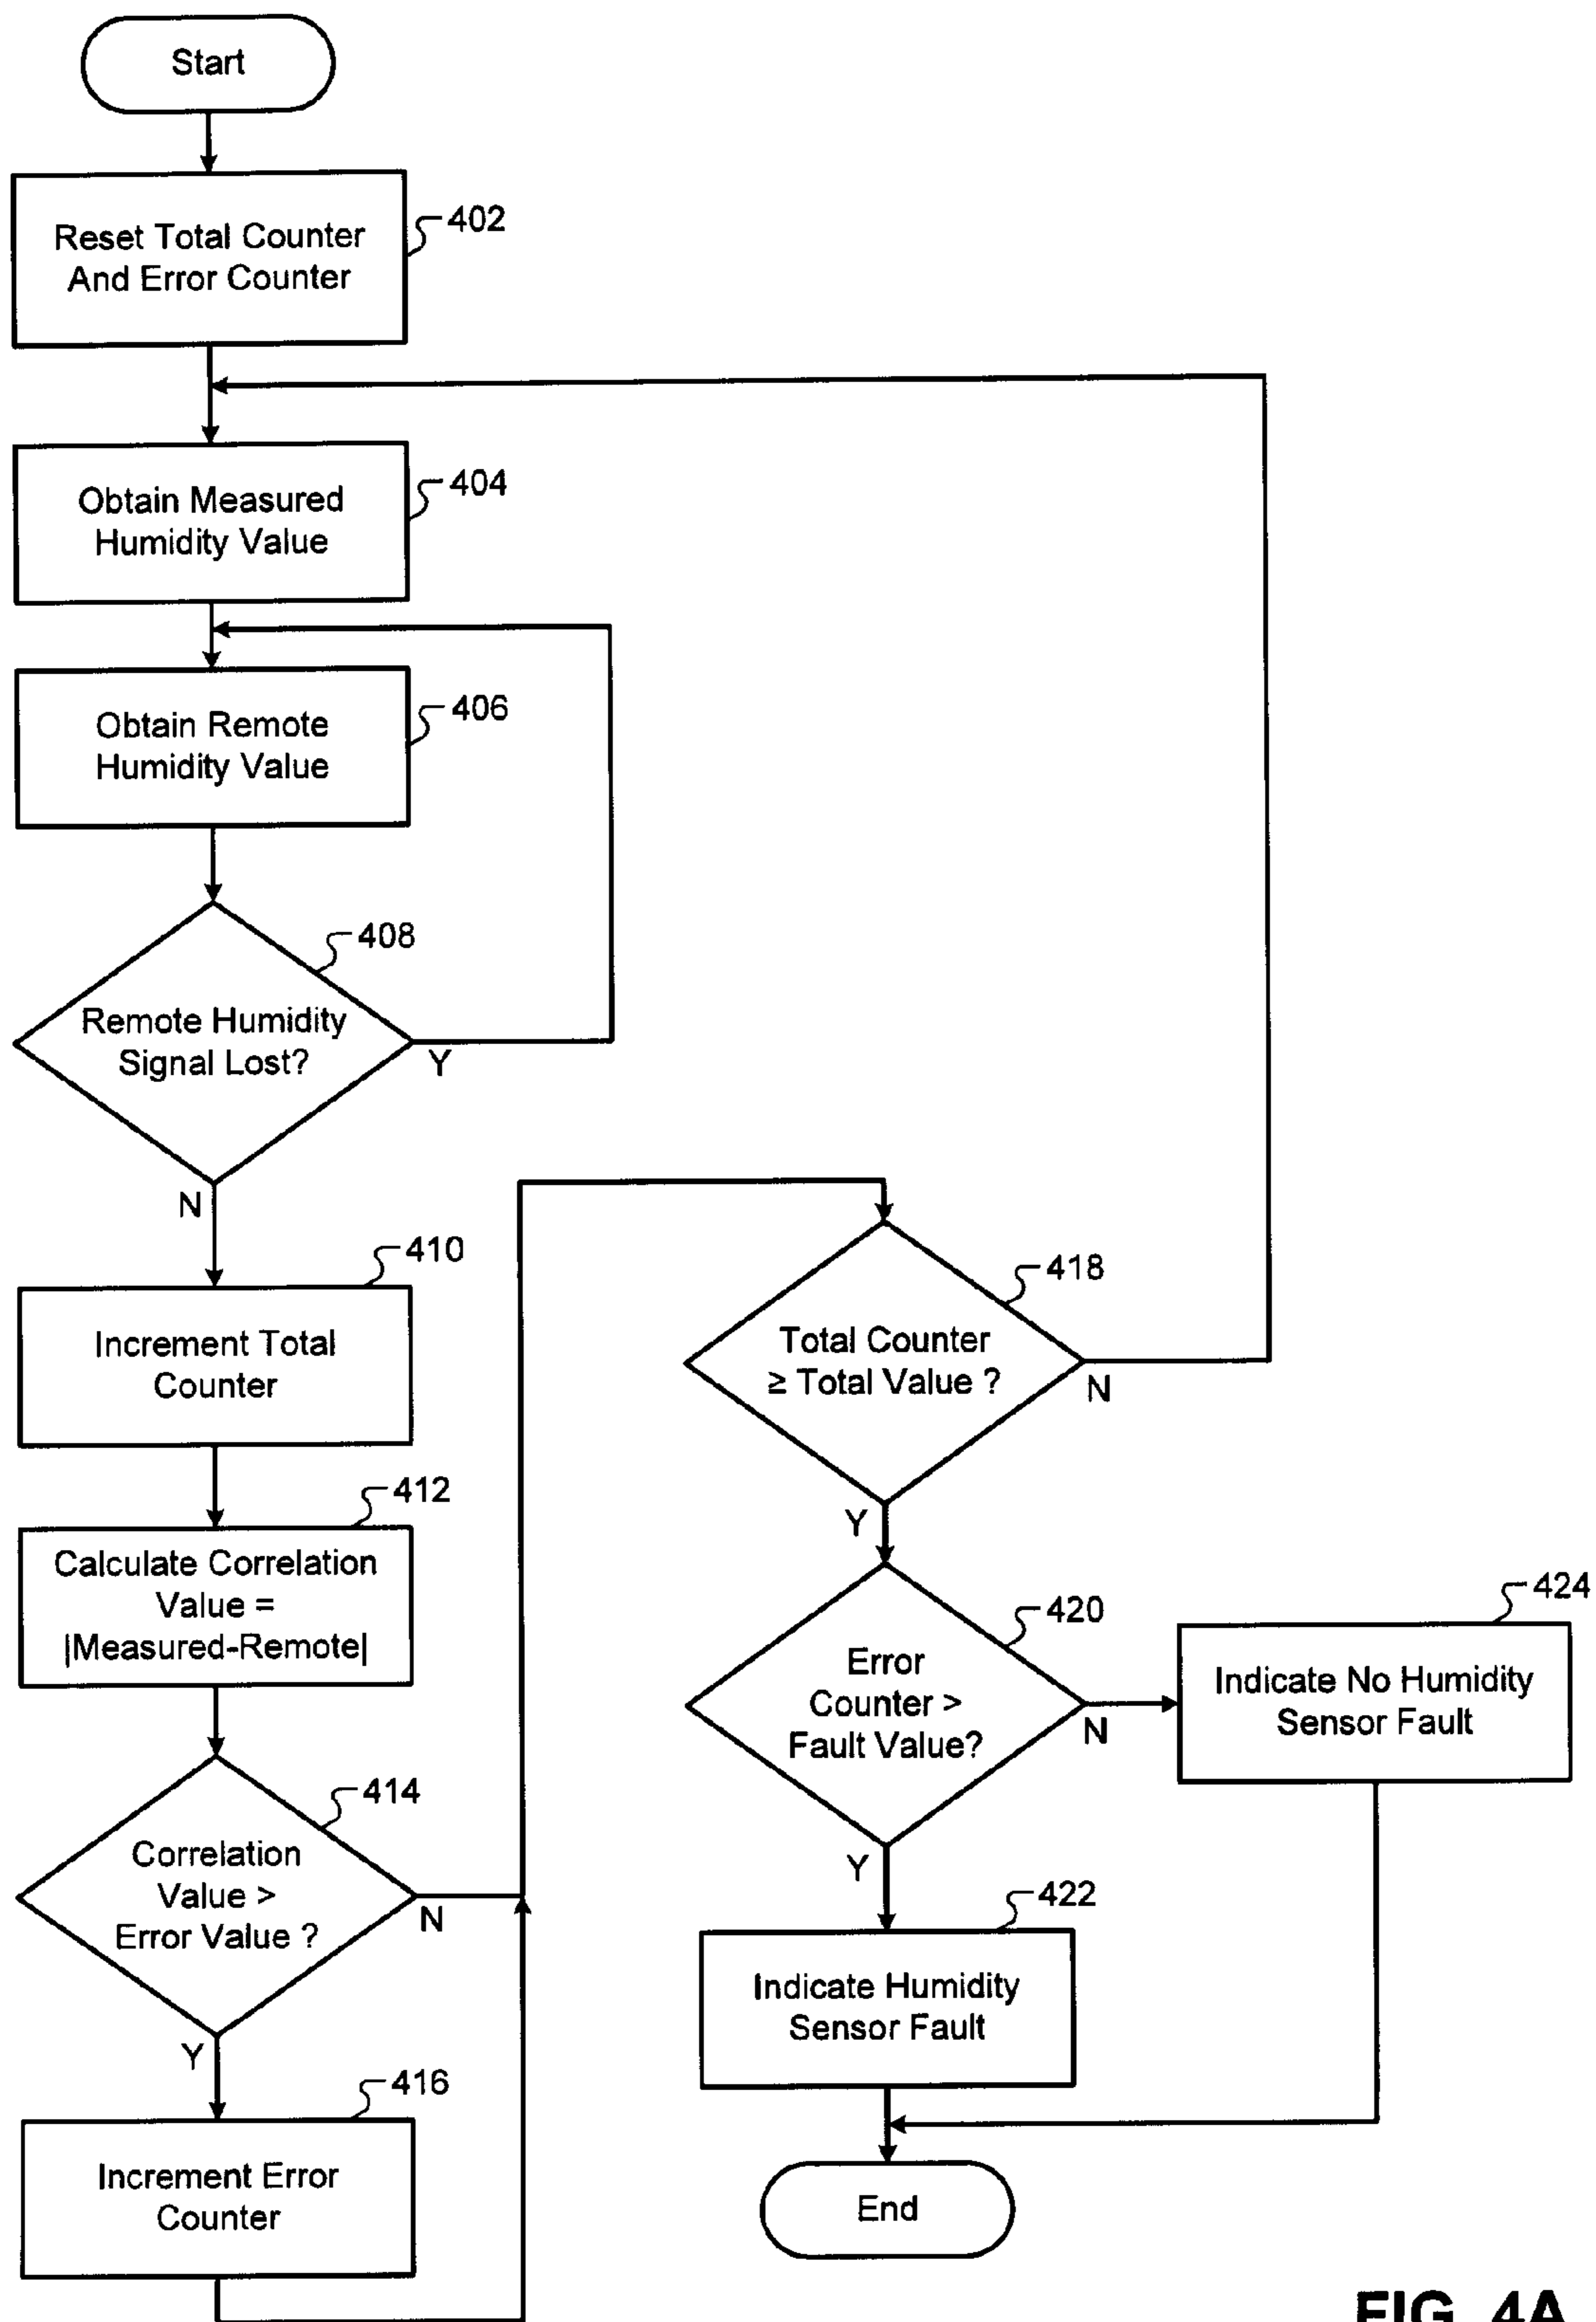 Start
Reset Total Counter
And Error Counter
402
Obtain Measured
Humidity Value
404
Obtain Remote
Humidity Value
406
408
Remote Humidity
Signal Lost?
Y
N
410
Increment Total
Counter
412
Calculate Correlation
Value =
|Measured-Remote|
414
Correlation
Value >
Error Value ?
N
Y
416
Increment Error
Counter
418
Total Counter
≥ Total Value ?
N
Y
420
Error
Counter >
Fault Value?
N
Y
424
Indicate No Humidity
Sensor Fault
422
Indicate Humidity
Sensor Fault
End
FIG. 4A